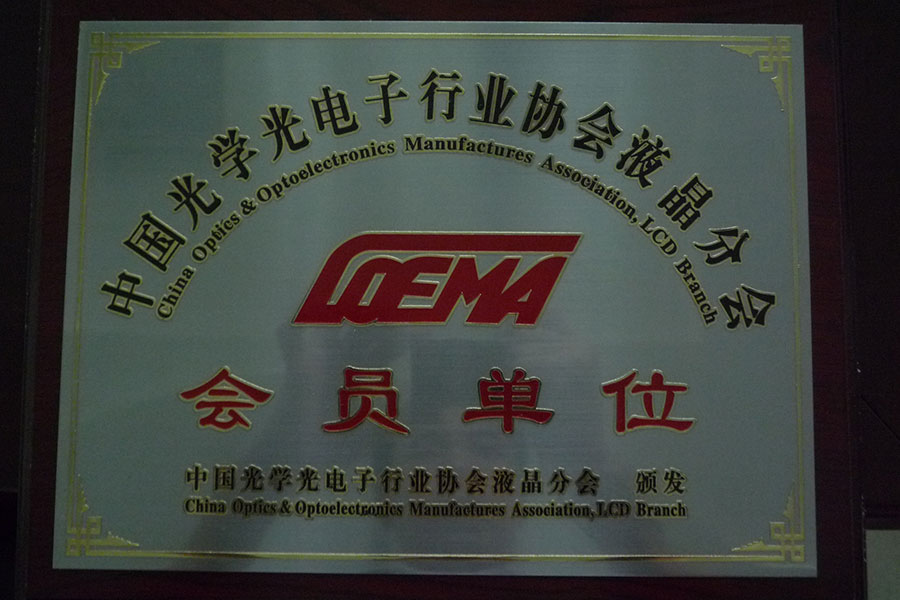 中国光学光电子行业协会液晶分会
China Optics & Optoelectronics Manufactures Association, LCD Branch
COEMA
会员单位
中国光学光电子行业协会液晶分会 颁发
China Optics & Optoelectronics Manufactures Association, LCD Branch